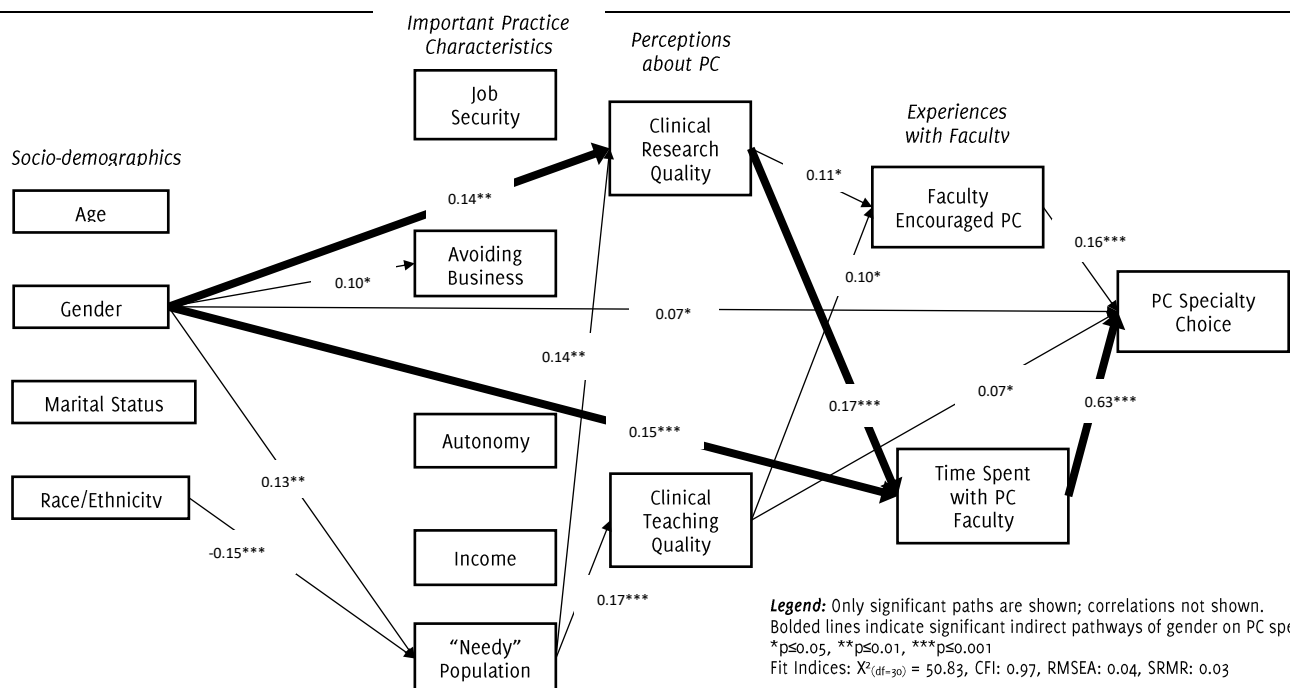 Important Practice
Characteristics
Perceptions
about PC
Experiences
with Faculty
Socio-demographics
Job
Security
Clinical
Research
Quality
Age
0.14**
0.11*
Faculty
Encouraged PC
0.16***
Avoiding
Business
0.10*
0.10*
Gender
0.07*
PC Specialty
Choice
0.14**
Marital Status
0.07*
0.63***
0.17***
Autonomy
0.15***
0.13**
Race/Ethnicity
Clinical
Teaching
Quality
Time Spent
with PC
Faculty
-0.15***
Income
0.17***
"Needy"
Population
Legend: Only significant paths are shown; correlations not shown.
Bolded lines indicate significant indirect pathways of gender on PC spe
*p≤0.05, **p≤0.01, ***p≤0.001
Fit Indices: X²(df=30) = 50.83, CFI: 0.97, RMSEA: 0.04, SRMR: 0.03